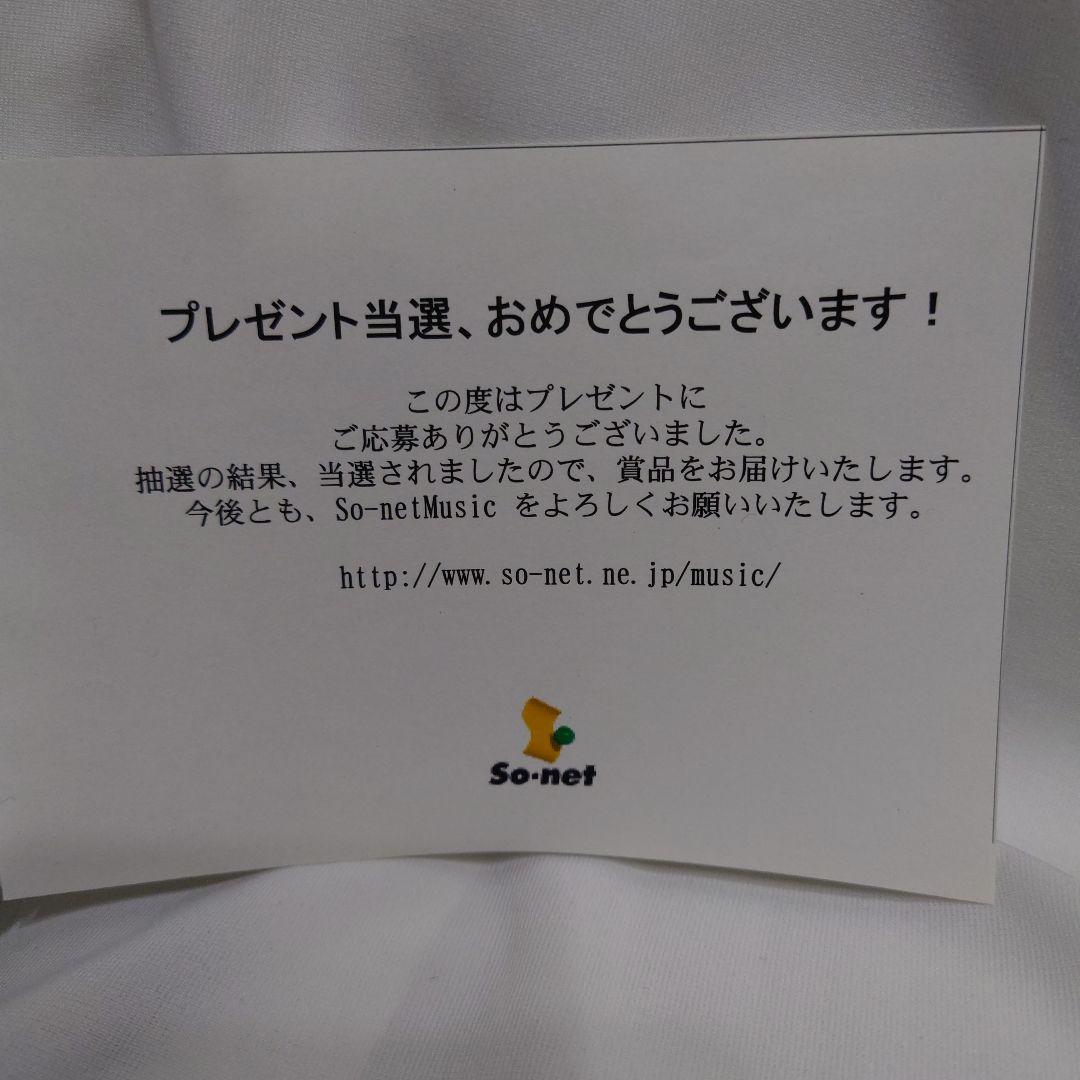 プレゼント当選、おめでとうございます！
この度はプレゼントに
ご応募ありがとうございました。
抽選の結果、当選されましたので、賞品をお届けいたします。
今後とも、So-netMusic をよろしくお願いいたします。
http://www.so-net.ne.jp/music/
So-net